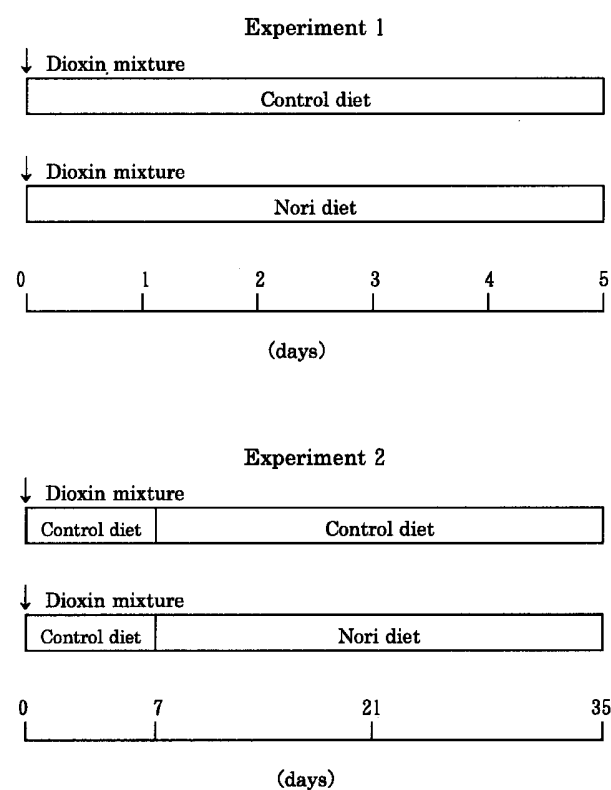 Experiment 1
↓ Dioxin mixture
Control diet
↓ Dioxin mixture
Nori diet
0 1 2 3 4 5
(days)
Experiment 2
↓ Dioxin mixture
Control diet Control diet
↓ Dioxin mixture
Control diet Nori diet
0 7 21 35
(days)